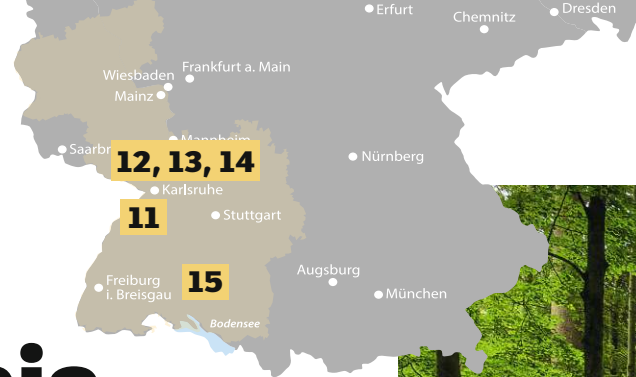 Erfurt
Chemnitz
Dresden
Wiesbaden
Frankfurt a. Main
Mainz
Mannheim
12, 13, 14
Nürnberg
Karlsruhe
11
Stuttgart
Freiburg
i. Breisgau
15
Augsburg
München
Bodensee